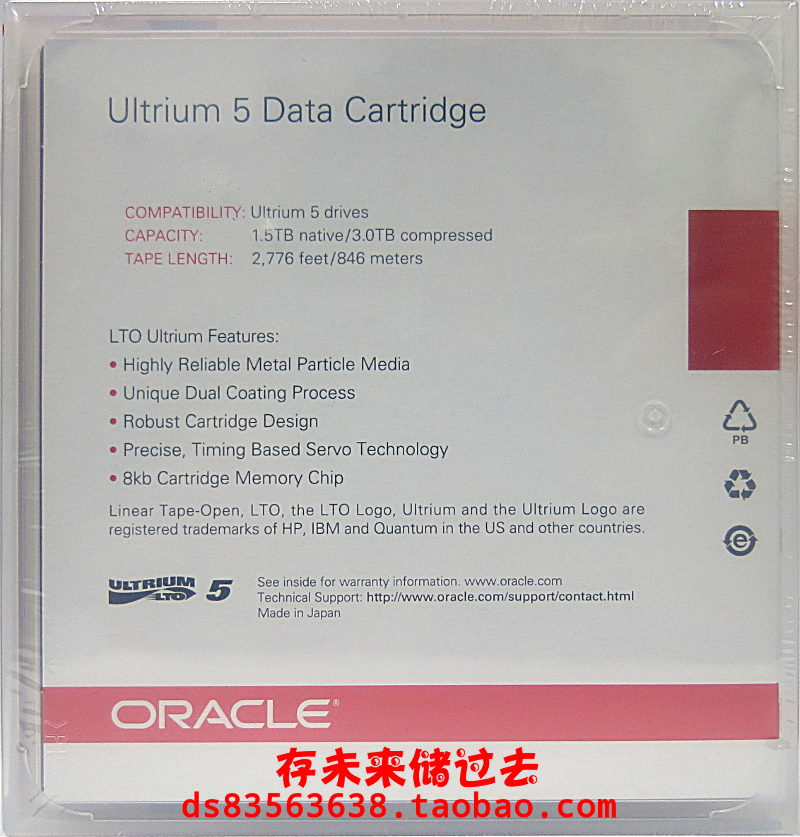 Ultrium 5 Data Cartridge
COMPATIBILITY: Ultrium 5 drives
CAPACITY: 1.5TB native/3.0TB compressed
TAPE LENGTH: 2,776 feet/846 meters
LTO Ultrium Features:
• Highly Reliable Metal Particle Media
• Unique Dual Coating Process
• Robust Cartridge Design
• Precise, Timing Based Servo Technology
• 8kb Cartridge Memory Chip
Linear Tape-Open, LTO, the LTO Logo, Ultrium and the Ultrium Logo are
registered trademarks of HP, IBM and Quantum in the US and other countries.
PB
e
ULTRIUM
LTO 5
See inside for warranty information. www.oracle.com
Technical Support: http://www.oracle.com/support/contact.html
Made in Japan
ORACLE®
存未来储过去
ds83563638.taobao.com